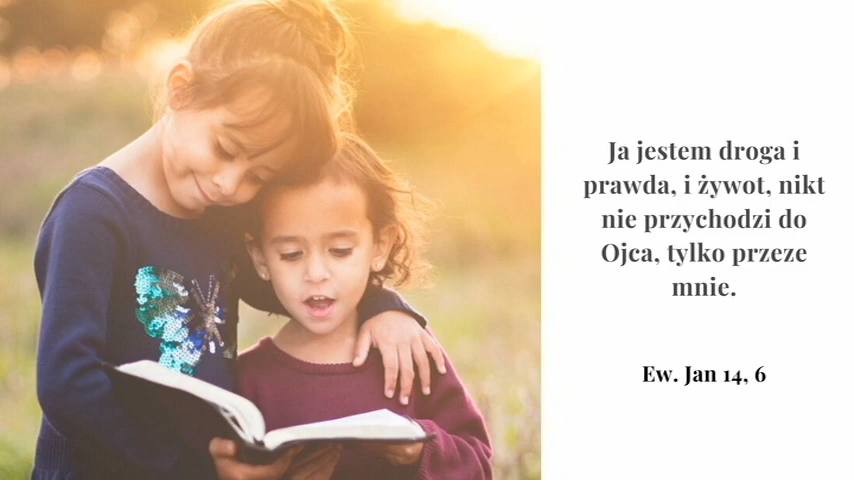 Ja jestem droga i
prawda, i żywot, nikt
nie przychodzi do
Ojca, tylko przeze
mnie.
Ew. Jan 14, 6